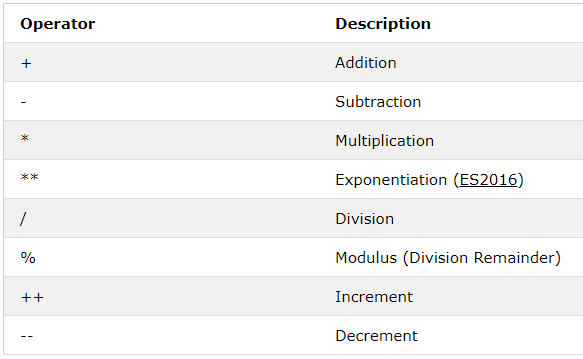 Operator Description
+ Addition
- Subtraction
* Multiplication
** Exponentiation (ES2016)
/ Division
% Modulus (Division Remainder)
++ Increment
-- Decrement